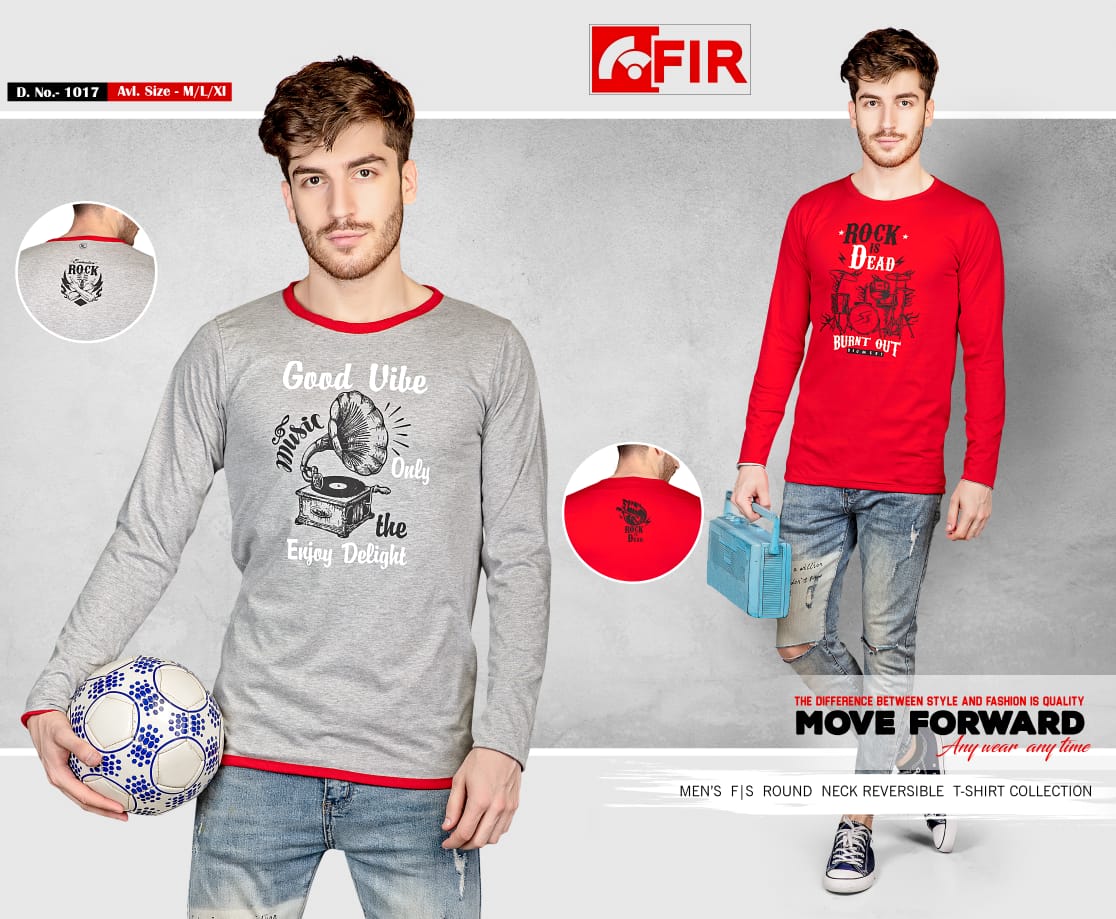 FIR
D. No.- 1017
Avl. Size - M/L/Xl
ROCK
Good Vibe
music
Only
the
Enjoy Delight
ROCK
IS
DEAD
BURNT OUT
ROCK
DEAD
THE DIFFERENCE BETWEEN STYLE AND FASHION IS QUALITY
MOVE FORWARD
Any wear any time
MEN'S F|S ROUND NECK REVERSIBLE T-SHIRT COLLECTION